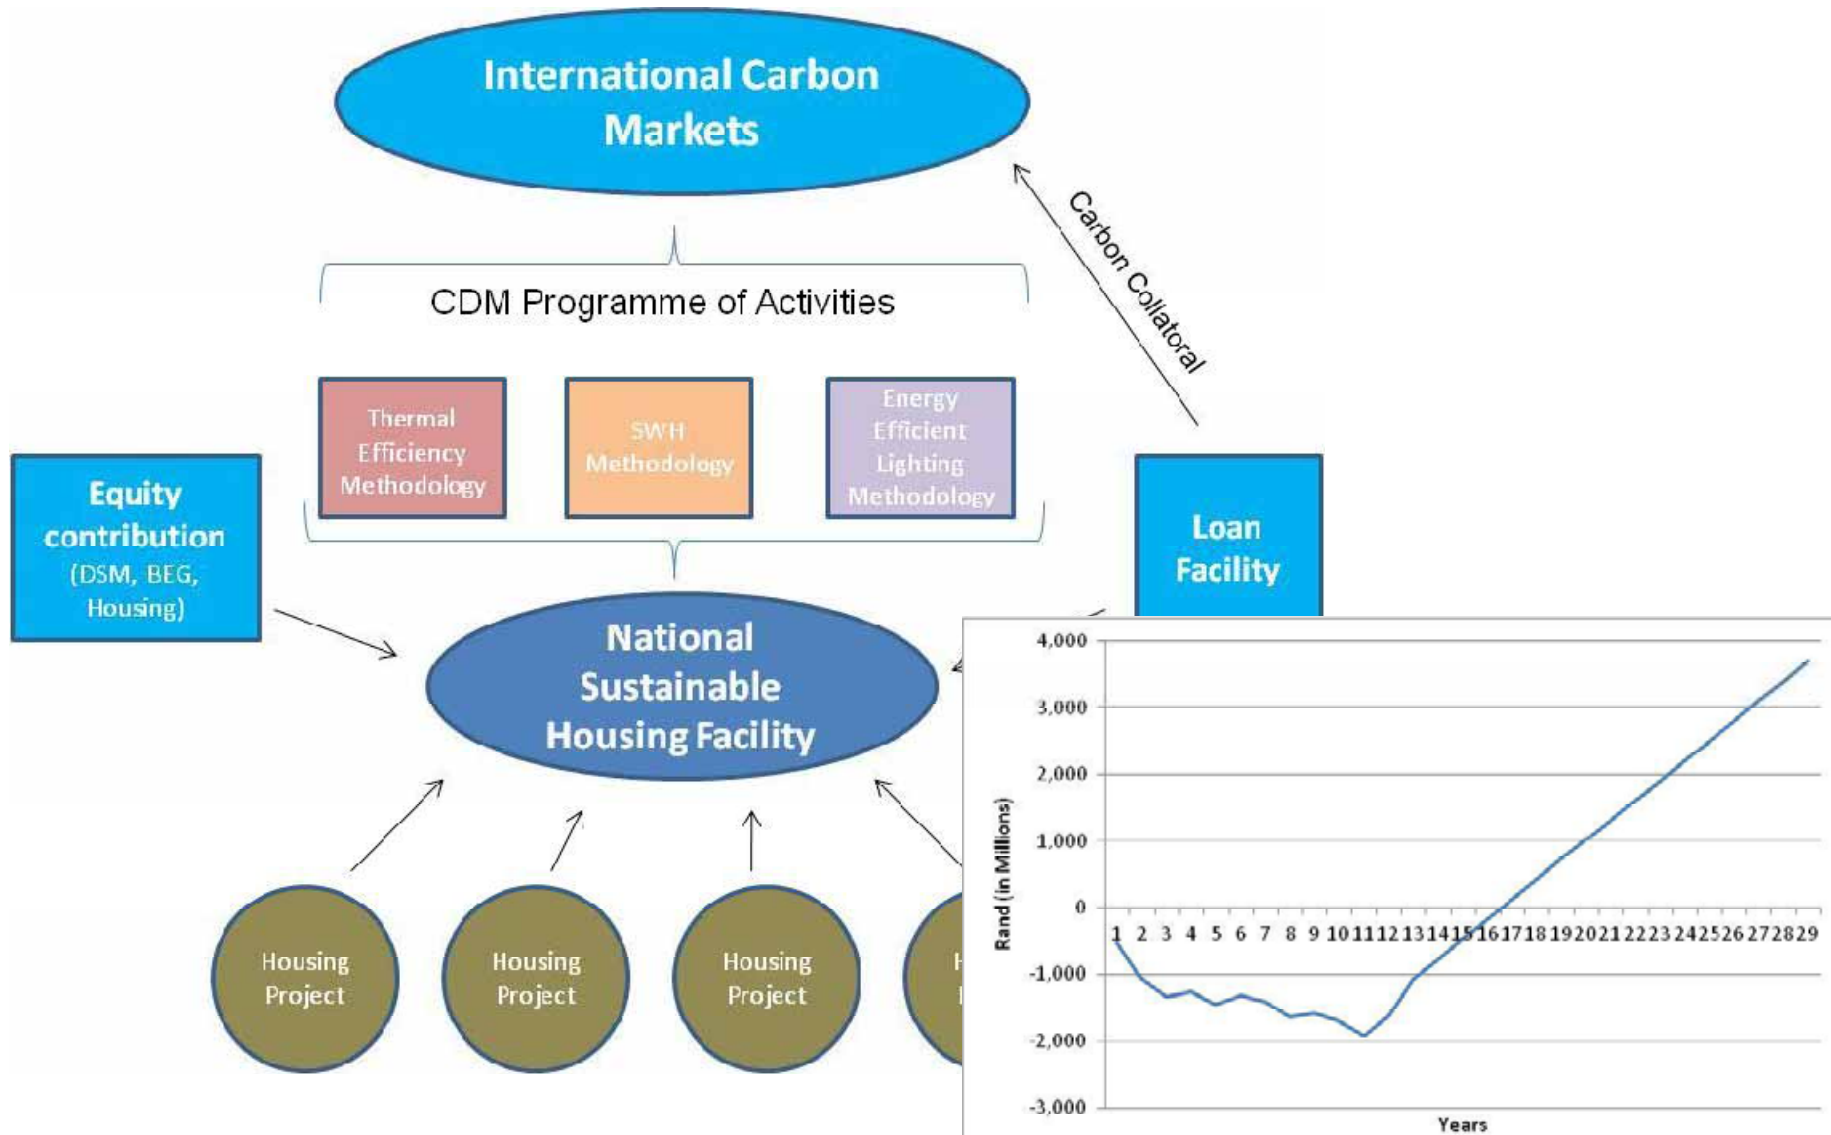 International Carbon
Markets
Carbon Collatoral
CDM Programme of Activities
Thermal
Efficiency
Methodology
SWH
Methodology
Energy
Efficient
Lighting
Methodology
Equity
contribution
(DSM, BEG,
Housing)
Loan
Facility
National
Sustainable
Housing Facility
Housing
Project
Housing
Project
Housing
Project
4,000
3,000
2,000
1,000
0
-1,000
-2,000
-3,000
Rand (in Millions)
1 2 3 4 5 6 7 8 9 10 11 12 13 14 15 16 17 18 19 20 21 22 23 24 25 26 27 28 29
Years